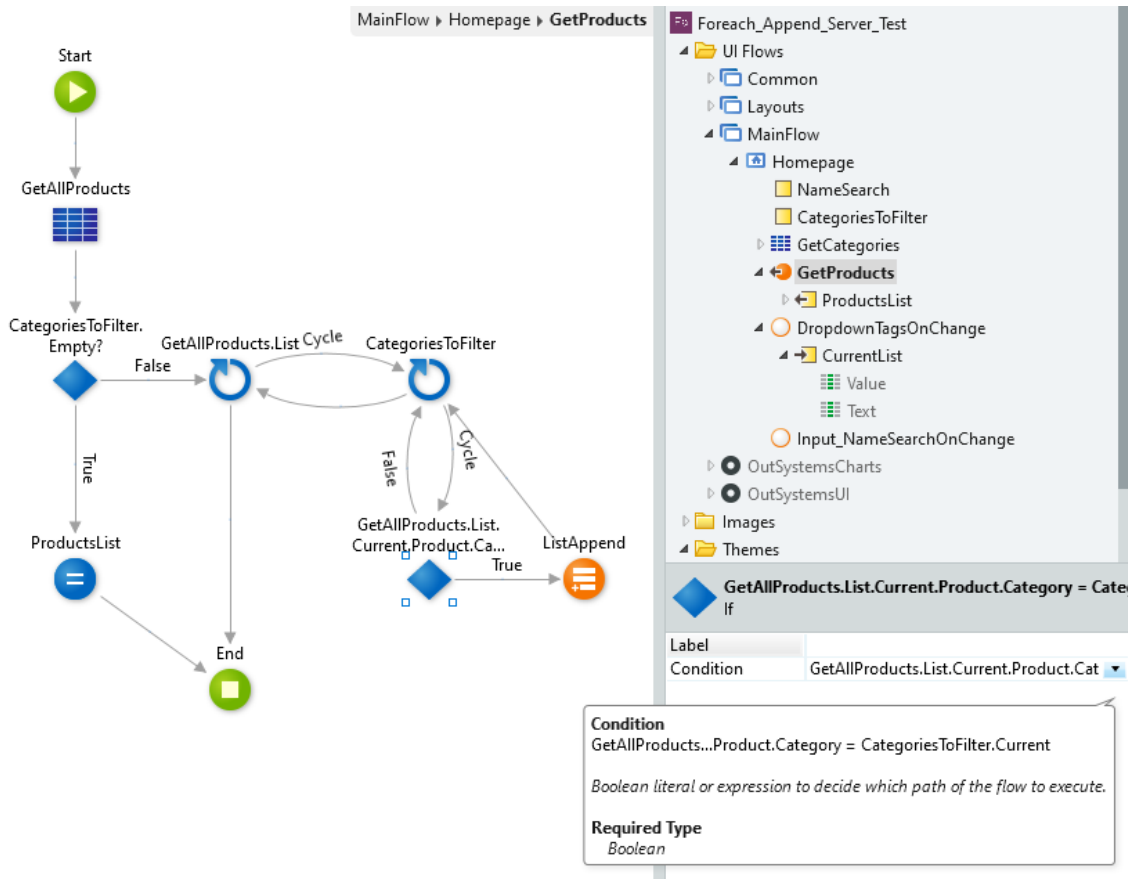 MainFlow Homepage GetProducts
Start
GetAllProducts
CategoriesToFilter.
Empty?
False
GetAllProducts.List
Cycle
CategoriesToFilter
True
False
Cycle
GetAllProducts.List.
Current.Product.Ca...
True
ListAppend
ProductsList
End
Foreach_Append_Server_Test
UI Flows
Common
Layouts
MainFlow
Homepage
NameSearch
CategoriesToFilter
GetCategories
GetProducts
ProductsList
DropdownTagsOnChange
CurrentList
Value
Text
Input_NameSearchOnChange
OutSystemsCharts
OutSystemsUI
Images
Themes
GetAllProducts.List.Current.Product.Category = Cate
If
Label
Condition GetAllProducts.List.Current.Product.Cat
Condition
GetAllProducts...Product.Category = CategoriesToFilter.Current
Boolean literal or expression to decide which path of the flow to execute.
Required Type
Boolean